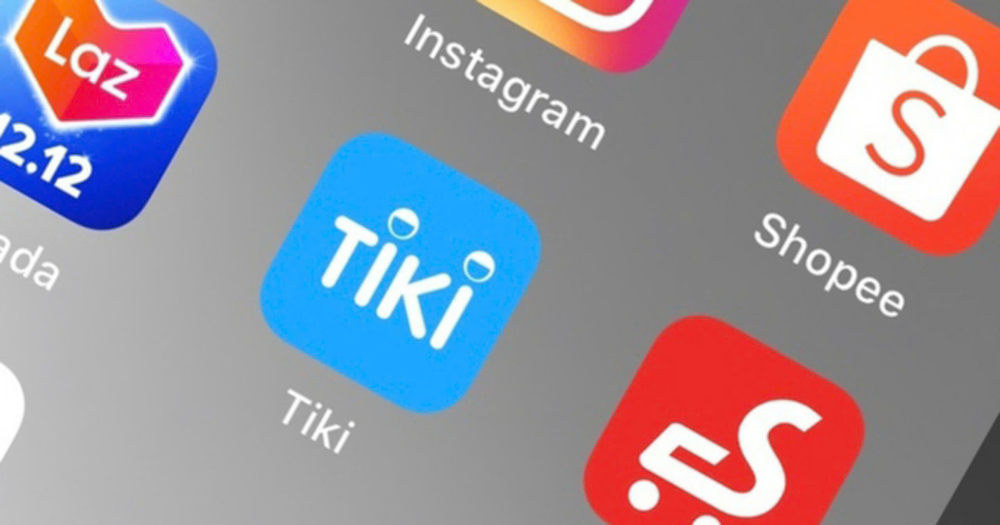 Laz
12.12
ada
Instagram
S
Shopee
TIKI
Tiki
S